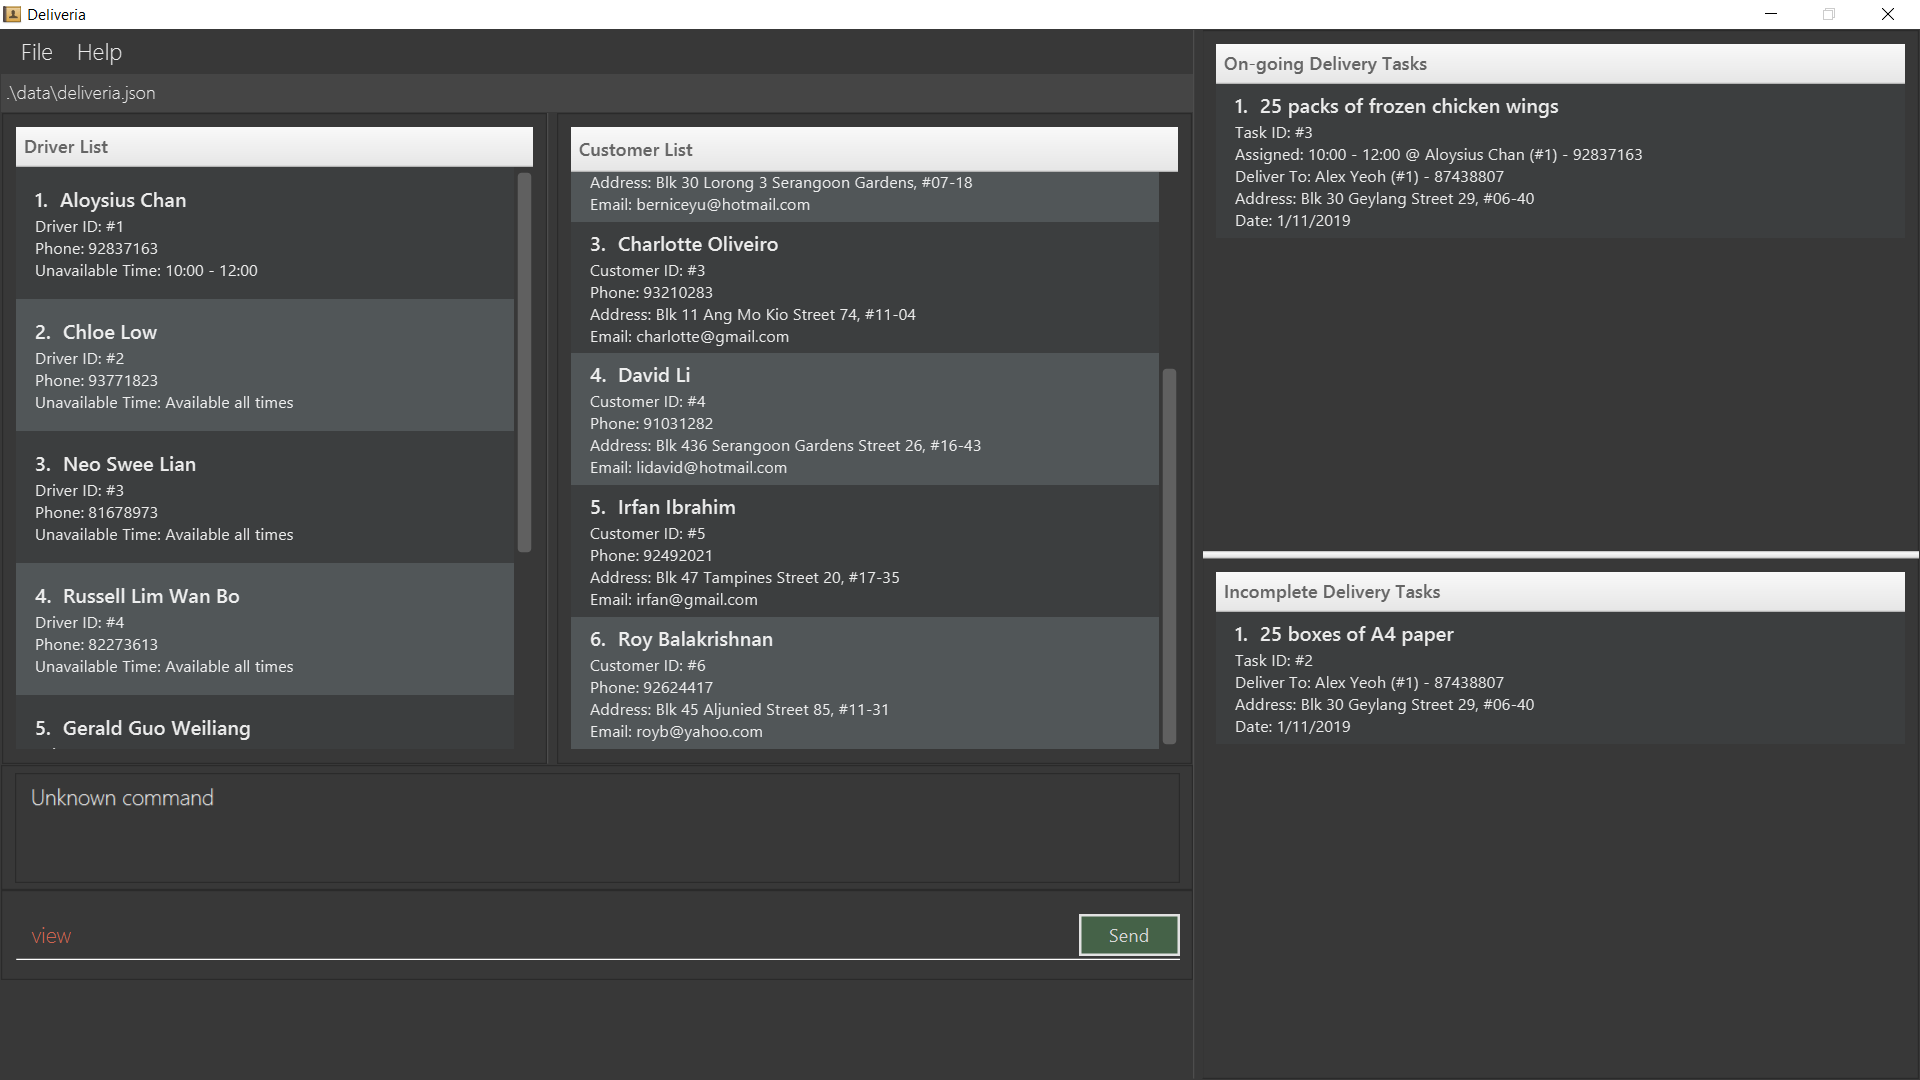 Deliveria
File Help
.\data\deliveria.json
Driver List
1. Aloysius Chan
Driver ID: #1
Phone: 92837163
Unavailable Time: 10:00 - 12:00
2. Chloe Low
Driver ID: #2
Phone: 93771823
Unavailable Time: Available all times
3. Neo Swee Lian
Driver ID: #3
Phone: 81678973
Unavailable Time: Available all times
4. Russell Lim Wan Bo
Driver ID: #4
Phone: 82273613
Unavailable Time: Available all times
5. Gerald Guo Weiliang
Customer List
Address: Blk 30 Lorong 3 Serangoon Gardens, #07-18
Email: berniceyu@hotmail.com
3. Charlotte Oliveiro
Customer ID: #3
Phone: 93210283
Address: Blk 11 Ang Mo Kio Street 74, #11-04
Email: charlotte@gmail.com
4. David Li
Customer ID: #4
Phone: 91031282
Address: Blk 436 Serangoon Gardens Street 26, #16-43
Email: lidavid@hotmail.com
5. Irfan Ibrahim
Customer ID: #5
Phone: 92492021
Address: Blk 47 Tampines Street 20, #17-35
Email: irfan@gmail.com
6. Roy Balakrishnan
Customer ID: #6
Phone: 92624417
Address: Blk 45 Aljunied Street 85, #11-31
Email: royb@yahoo.com
Unknown command
view
Send
On-going Delivery Tasks
1. 25 packs of frozen chicken wings
Task ID: #3
Assigned: 10:00 - 12:00 @ Aloysius Chan (#1) - 92837163
Deliver To: Alex Yeoh (#1) - 87438807
Address: Blk 30 Geylang Street 29, #06-40
Date: 1/11/2019
Incomplete Delivery Tasks
1. 25 boxes of A4 paper
Task ID: #2
Deliver To: Alex Yeoh (#1) - 87438807
Address: Blk 30 Geylang Street 29, #06-40
Date: 1/11/2019